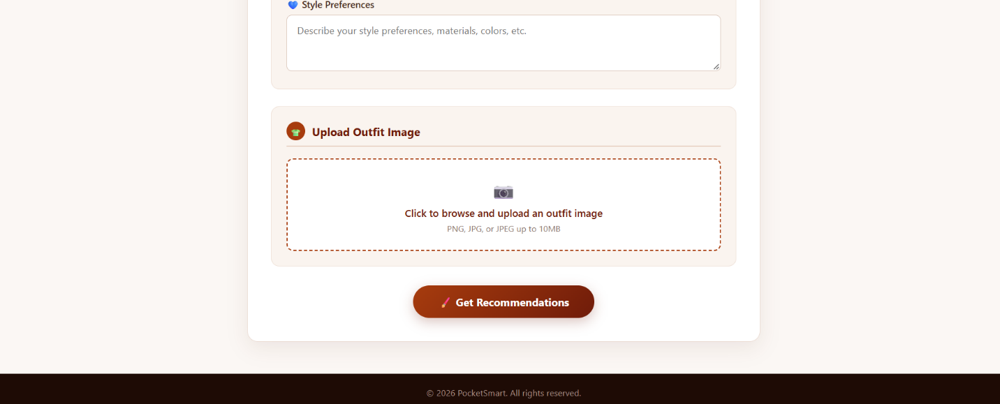 Style Preferences
Describe your style preferences, materials, colors, etc.
Upload Outfit Image
Click to browse and upload an outfit image
PNG, JPG, or JPEG up to 10MB
Get Recommendations
© 2026 PocketSmart. All rights reserved.